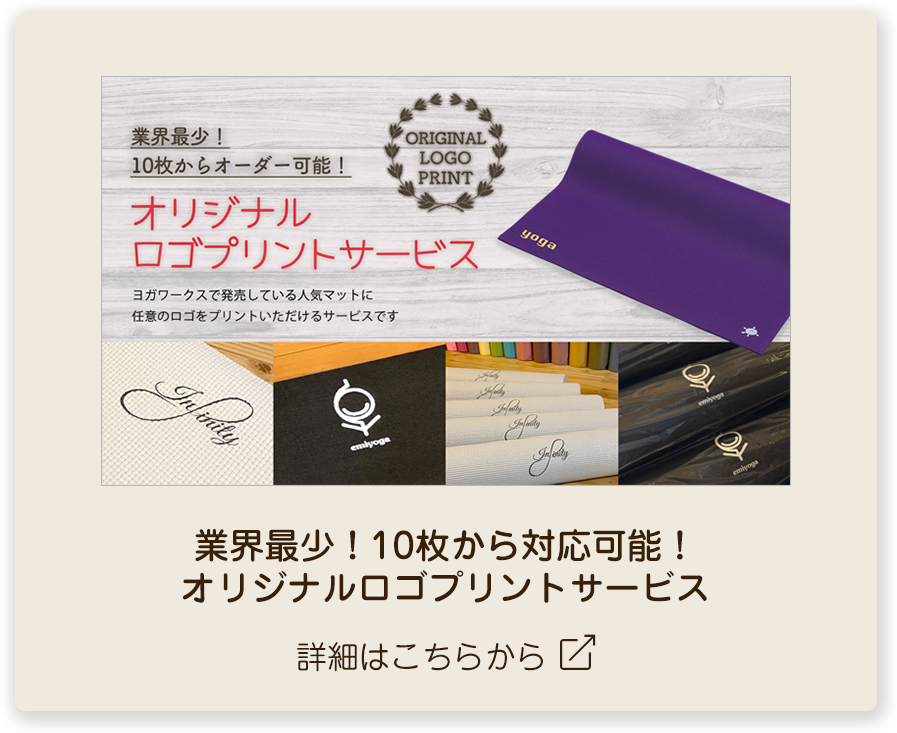 業界最少！
10枚からオーダー可能！
ORIGINAL
LOGO
PRINT
オリジナル
ロゴプリントサービス
ヨガワークスで発売している人気マットに
任意のロゴをプリントいただけるサービスです
yoga
Infinity
emiyoga
Infinity
Infinity
Infinity
Infinity
Infinity
emiyoga
emiyoga
業界最少！10枚から対応可能！
オリジナルロゴプリントサービス
詳細はこちらから